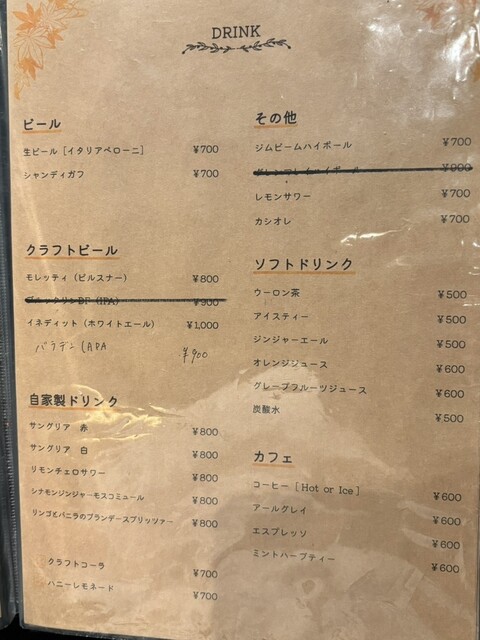 DRINK
ビール
生ビール［イタリアペローニ］ ¥700
シャンディガフ ¥700
クラフトビール
モレッティ（ピルスナー） ¥800
(IPA) ¥900
イネディット（ホワイトエール） ¥1,000
バラデン (APA ¥900
自家製ドリンク
サングリア 赤 ¥800
サングリア 白 ¥800
リモンチェロサワー ¥800
シナモンジンジャーモスコミュール ¥800
リンゴとバニラのブランデースプリッツァー ¥800
クラフトコーラ ¥700
ハニーレモネード ¥700
その他
ジムビームハイボール ¥700
¥900
レモンサワー ¥700
カシオレ ¥700
ソフトドリンク
ウーロン茶 ¥500
アイスティー ¥500
ジンジャーエール ¥500
オレンジジュース ¥600
グレープフルーツジュース ¥600
炭酸水 ¥500
カフェ
コーヒー［Hot or Ice］ ¥600
アールグレイ ¥600
エスプレッソ ¥600
ミントハーブティー ¥600